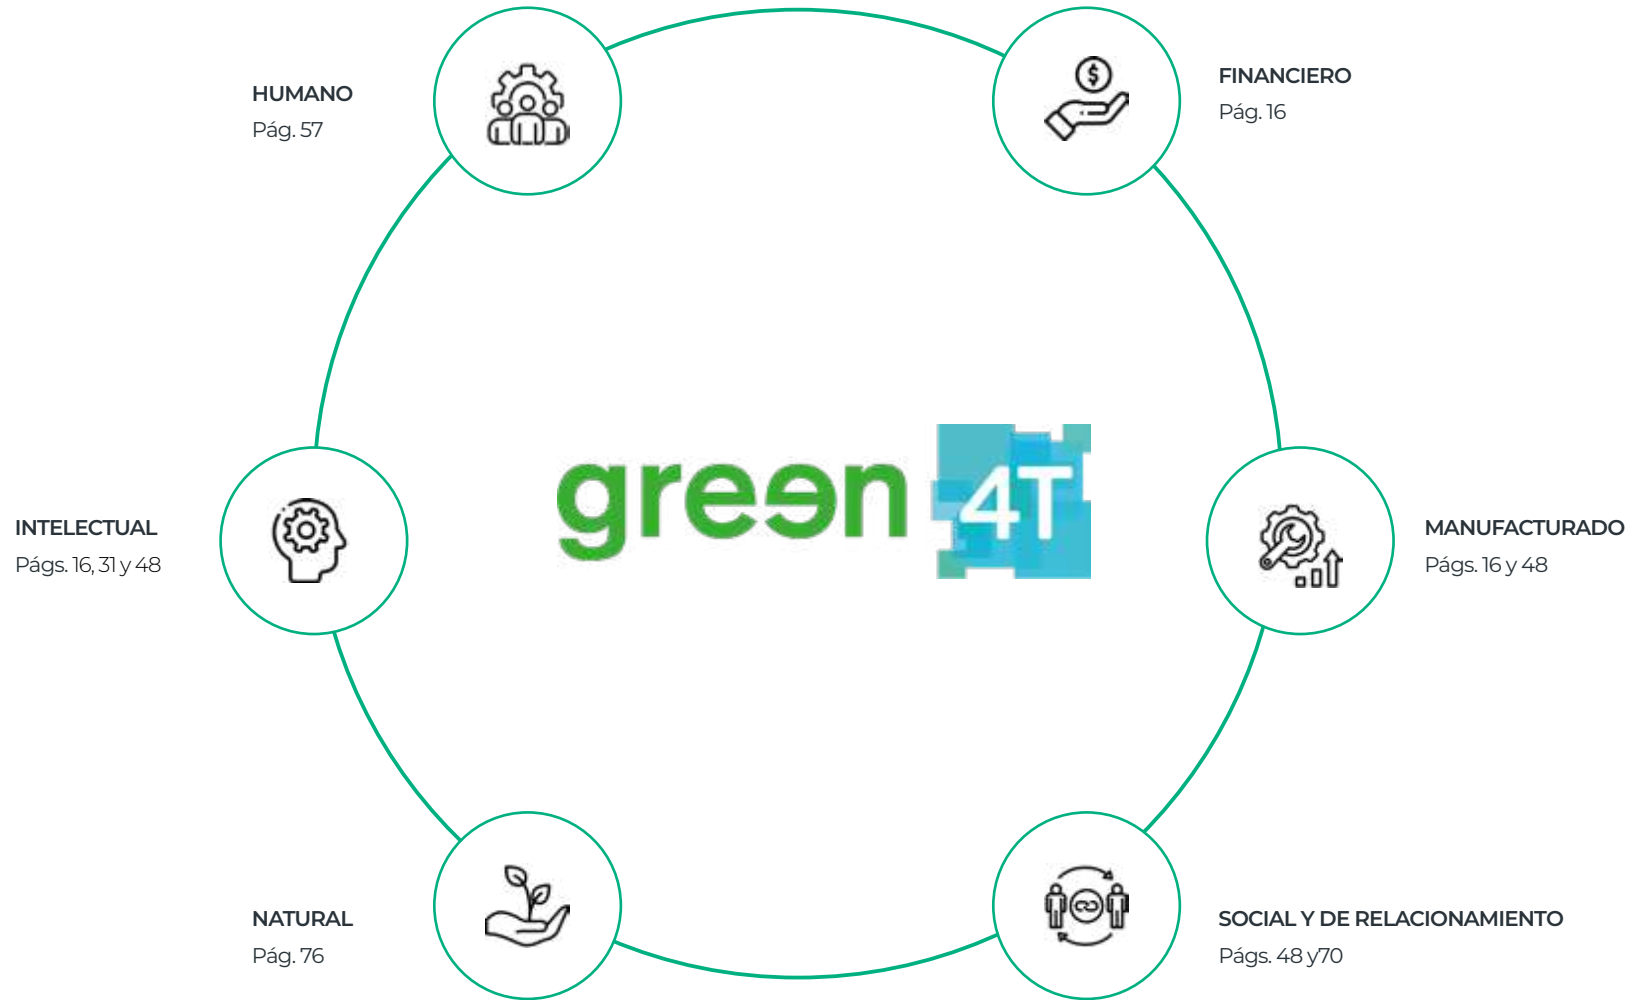 HUMANO
Pág. 57
FINANCIERO
Pág. 16
green 4T
INTELECTUAL
Págs. 16, 31 y 48
MANUFACTURADO
Págs. 16 y 48
NATURAL
Pág. 76
SOCIAL Y DE RELACIONAMIENTO
Págs. 48 y70